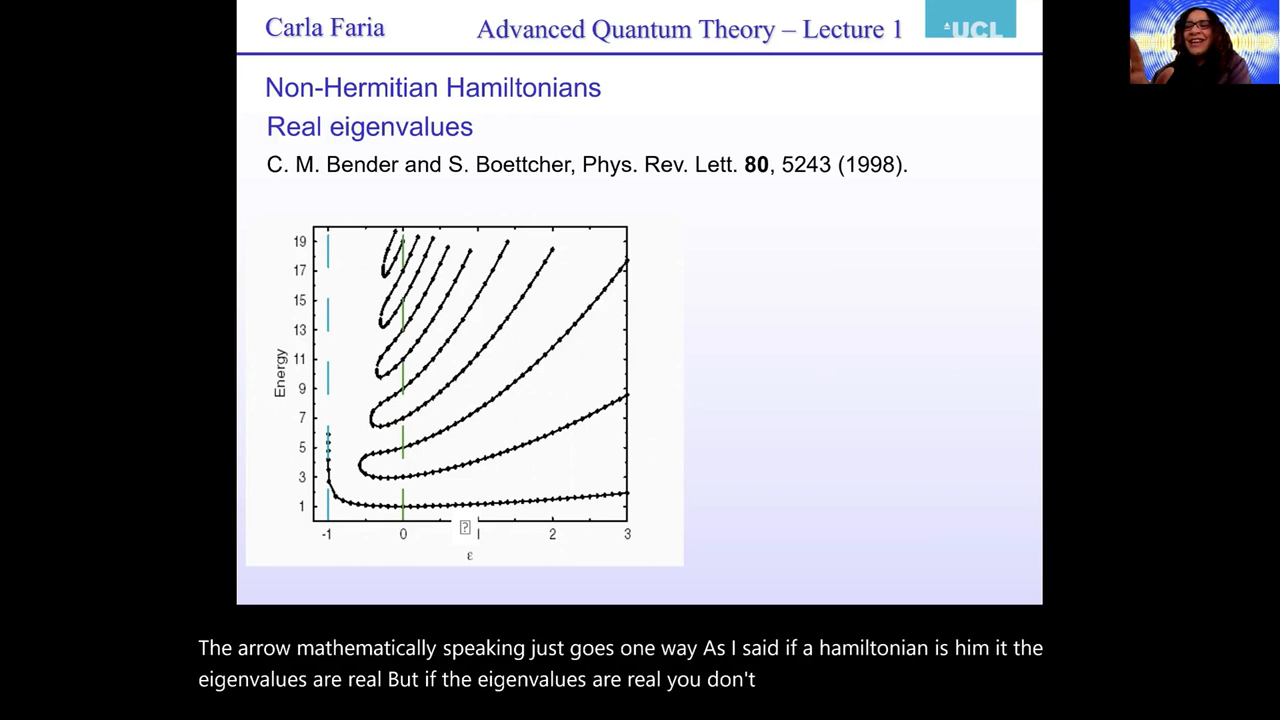 Carla Faria
Advanced Quantum Theory – Lecture 1
UCL
Non-Hermitian Hamiltonians
Real eigenvalues
C. M. Bender and S. Boettcher, Phys. Rev. Lett. 80, 5243 (1998).
19
17
15
13
11
9
7
5
3
1
Energy
-1 0 1 2 3
ε
The arrow mathematically speaking just goes one way As I said if a hamiltonian is him it the
eigenvalues are real But if the eigenvalues are real you don't